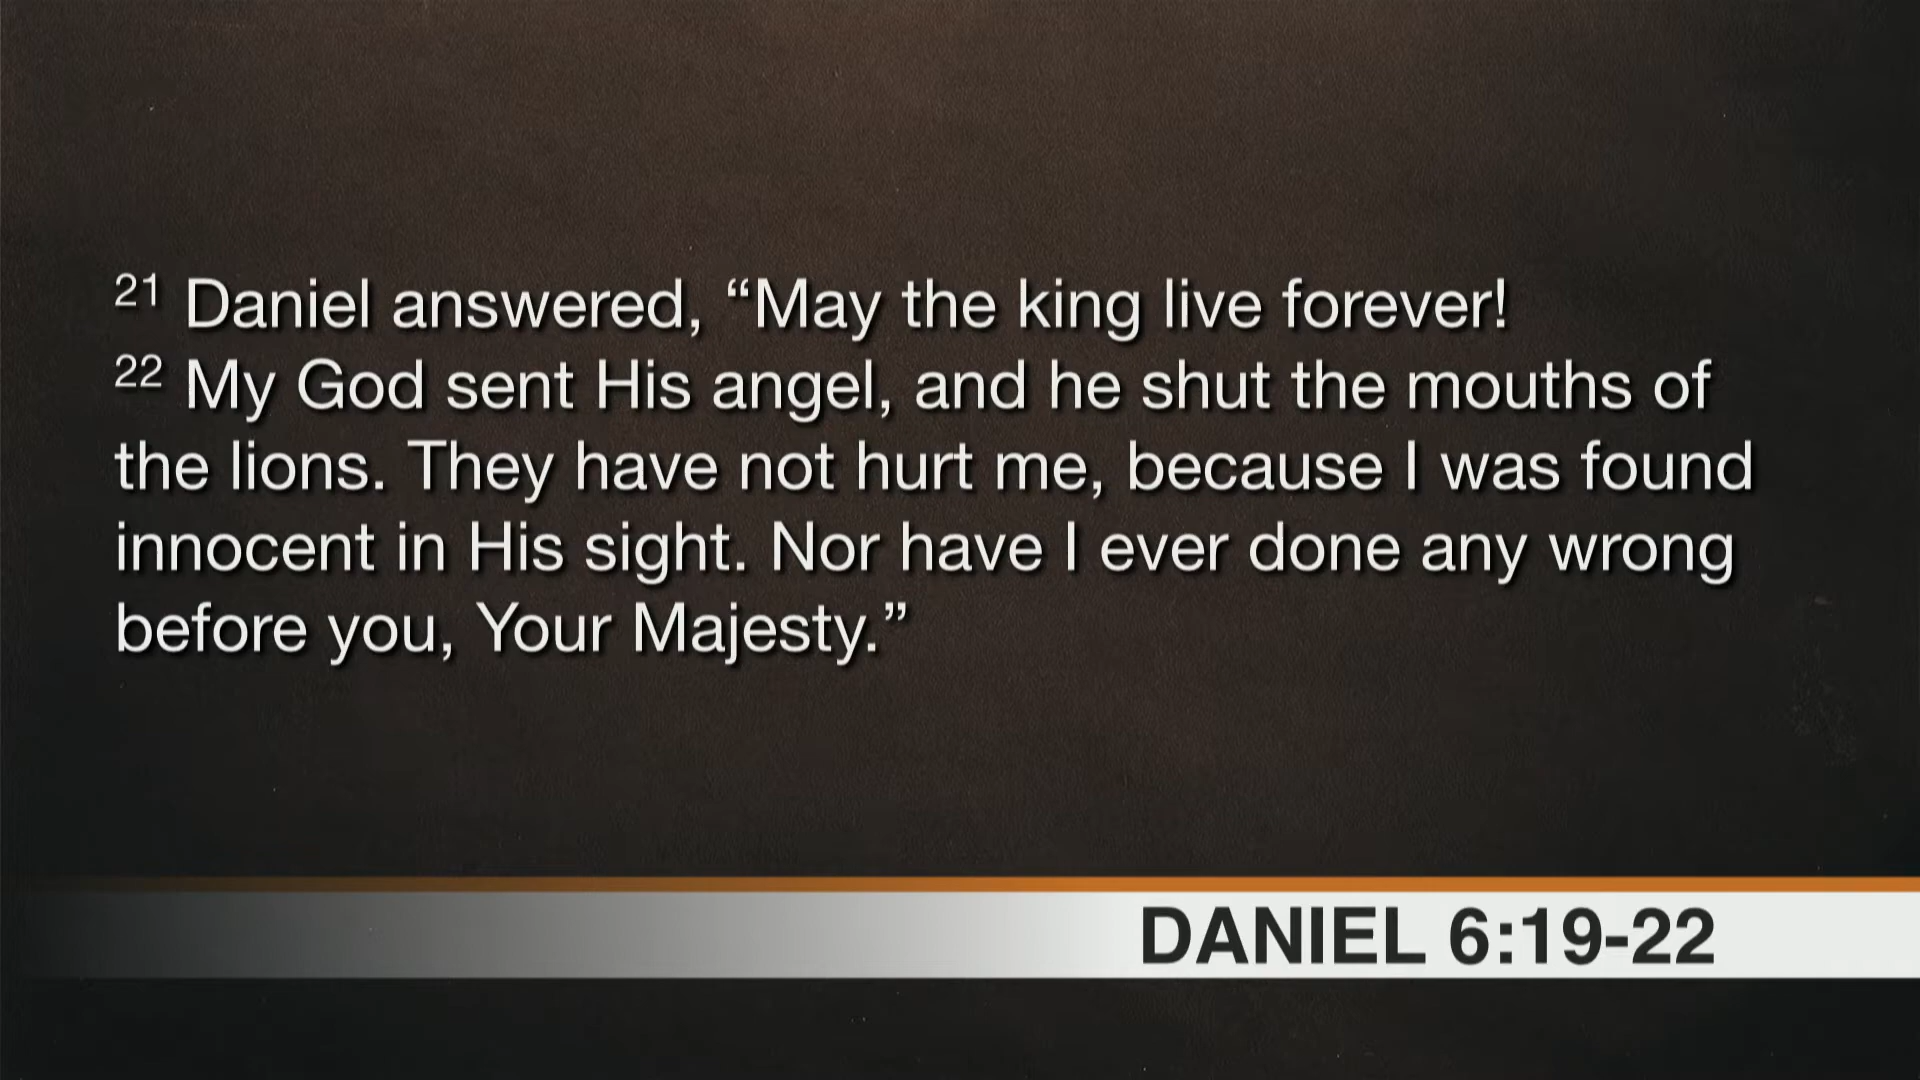 21 Daniel answered, “May the king live forever!
22 My God sent His angel, and he shut the mouths of
the lions. They have not hurt me, because I was found
innocent in His sight. Nor have I ever done any wrong
before you, Your Majesty.”
DANIEL 6:19-22